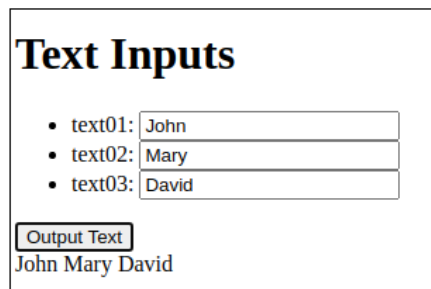 Text Inputs
text01: John
text02: Mary
text03: David
Output Text
John Mary David